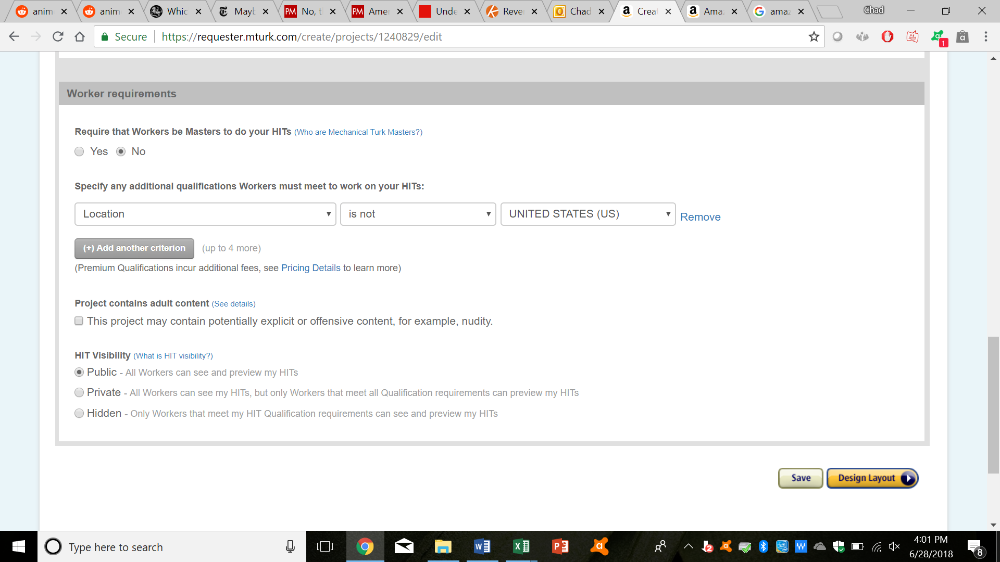 anim
anim
Whic
Mayb
PM No, t
PM Amer
Unde
Reve
Chad
Crea
Ama
amaz
Chad
Secure https://requester.mturk.com/create/projects/1240829/edit
1
Worker requirements
Require that Workers be Masters to do your HITs (Who are Mechanical Turk Masters?)
Yes No
Specify any additional qualifications Workers must meet to work on your HITs:
Location is not UNITED STATES (US) Remove
(+) Add another criterion (up to 4 more)
(Premium Qualifications incur additional fees, see Pricing Details to learn more)
Project contains adult content (See details)
This project may contain potentially explicit or offensive content, for example, nudity.
HIT Visibility (What is HIT visibility?)
Public - All Workers can see and preview my HITs
Private - All Workers can see my HITs, but only Workers that meet all Qualification requirements can preview my HITs
Hidden - Only Workers that meet my HIT Qualification requirements can see and preview my HITs
Save Design Layout
Type here to search
4:01 PM
6/28/2018
8